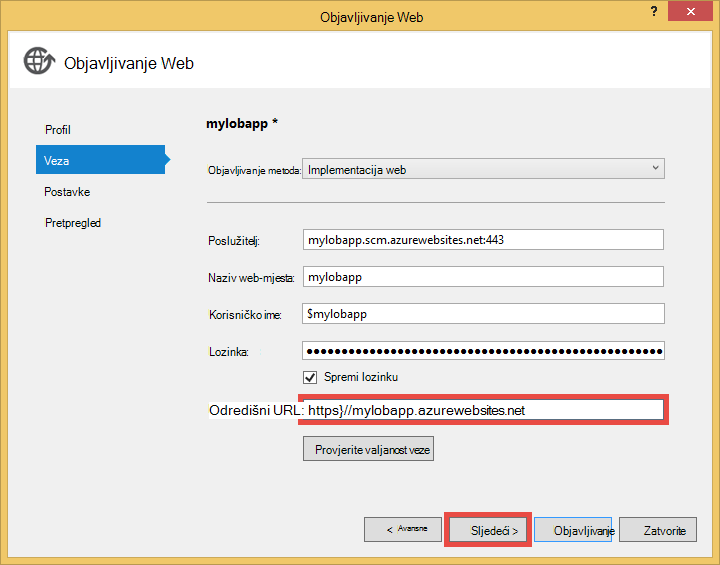 Objavljivanje Web
?
Objavljivanje Web
mylobapp *
Profil
Veza
Postavke
Pretpregled
Objavljivanje metoda: Implementacija web
Poslužitelj: mylobapp.scm.azurewebsites.net:443
Naziv web-mjesta: mylobapp
Korisničko ime: $mylobapp
Lozinka: ●●●●●●●●●●●●●●●●●●●●●●●●●●●●●●●●●●●●●●●●●●●●●●●●●●●
Spremi lozinku
Odredišni URL: https}//mylobapp.azurewebsites.net
Provjerite valjanost veze
< Avansne Sljedeći > Objavljivanje Zatvorite